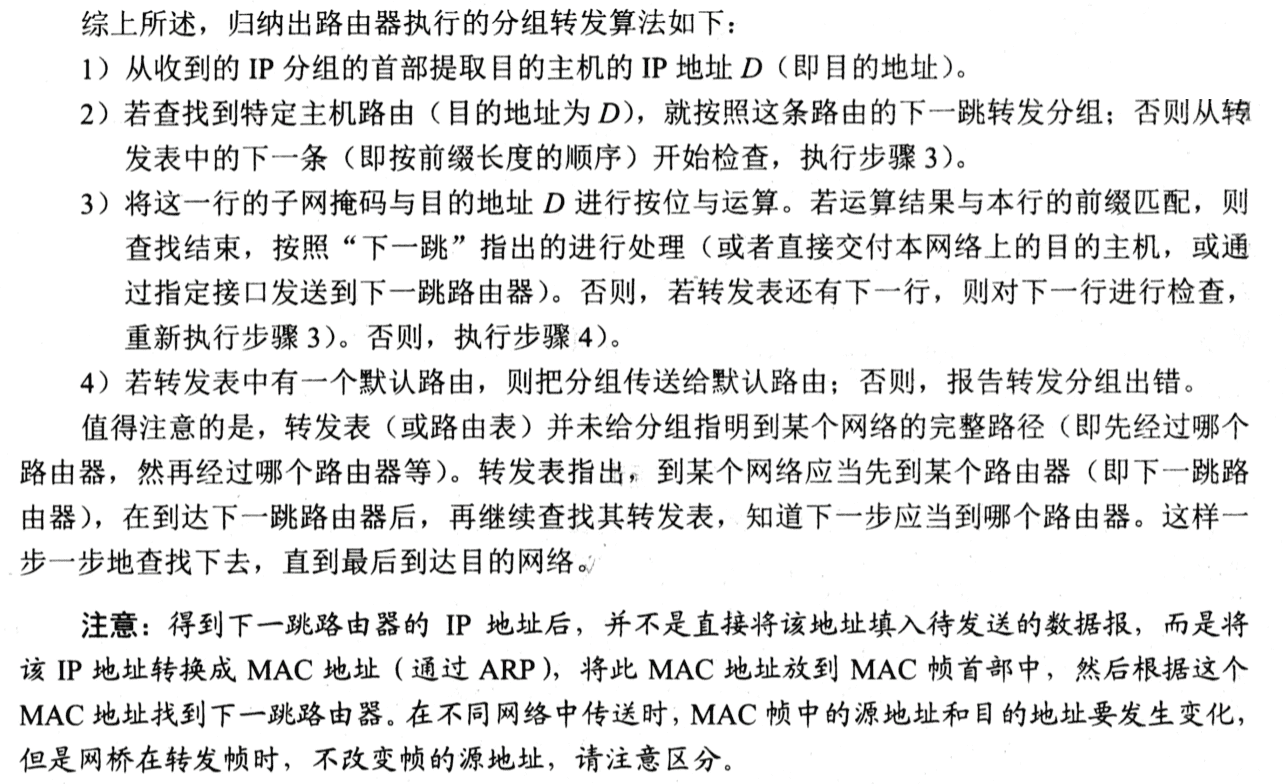 综上所述，归纳出路由器执行的分组转发算法如下：
1）从收到的 IP 分组的首部提取目的主机的 IP 地址 D（即目的地址）。
2）若查找到特定主机路由（目的地址为 D），就按照这条路由的下一跳转发分组；否则从转
发表中的下一条（即按前缀长度的顺序）开始检查，执行步骤 3）。
3）将这一行的子网掩码与目的地址 D 进行按位与运算。若运算结果与本行的前缀匹配，则
查找结束，按照“下一跳”指出的进行处理（或者直接交付本网络上的目的主机，或通
过指定接口发送到下一跳路由器）。否则，若转发表还有下一行，则对下一行进行检查，
重新执行步骤 3）。否则，执行步骤 4）。
4）若转发表中有一个默认路由，则把分组传送给默认路由；否则，报告转发分组出错。
值得注意的是，转发表（或路由表）并未给分组指明到某个网络的完整路径（即先经过哪个
路由器，然再经过哪个路由器等）。转发表指出，到某个网络应当先到某个路由器（即下一跳路
由器），在到达下一跳路由器后，再继续查找其转发表，知道下一步应当到哪个路由器。这样一
步一步地查找下去，直到最后到达目的网络。
注意：得到下一跳路由器的 IP 地址后，并不是直接将该地址填入待发送的数据报，而是将
该 IP 地址转换成 MAC 地址（通过 ARP），将此 MAC 地址放到 MAC 帧首部中，然后根据这个
MAC 地址找到下一跳路由器。在不同网络中传送时，MAC 帧中的源地址和目的地址要发生变化，
但是网桥在转发帧时，不改变帧的源地址，请注意区分。